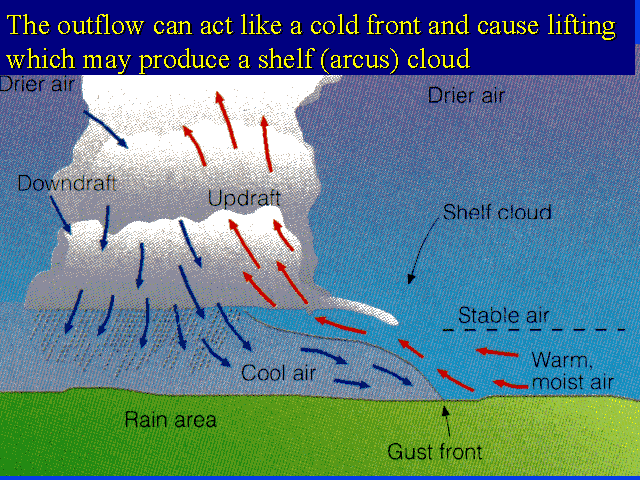 The outflow can act like a cold front and cause lifting
which may produce a shelf (arcus) cloud
Drier air
Drier air
Downdraft
Updraft
Shelf cloud
Stable air
Warm,
moist air
Cool air
Rain area
Gust front